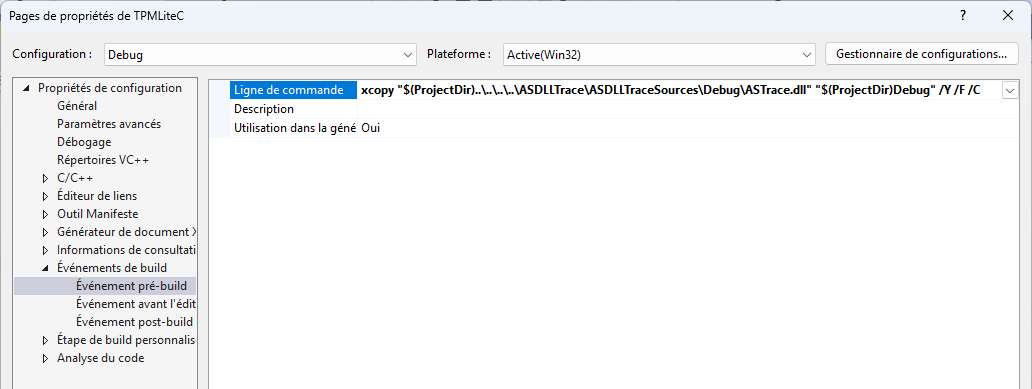 Pages de propriétés de TPMLiteC
Configuration : Debug Plateforme : Active(Win32) Gestionnaire de configurations...
Propriétés de configuration
Général
Paramètres avancés
Débogage
Répertoires VC++
C/C++
Éditeur de liens
Outil Manifeste
Générateur de document X
Informations de consultati
Événements de build
Événement pré-build
Événement avant l'édit
Événement post-build
Étape de build personnalis
Analyse du code
Ligne de commande xcopy "$(ProjectDir)..\..\..\..\ASDLLTrace\ASDLLTraceSources\Debug\ASTrace.dll" "$(ProjectDir)Debug" /Y /F /C
Description
Utilisation dans la géné Oui